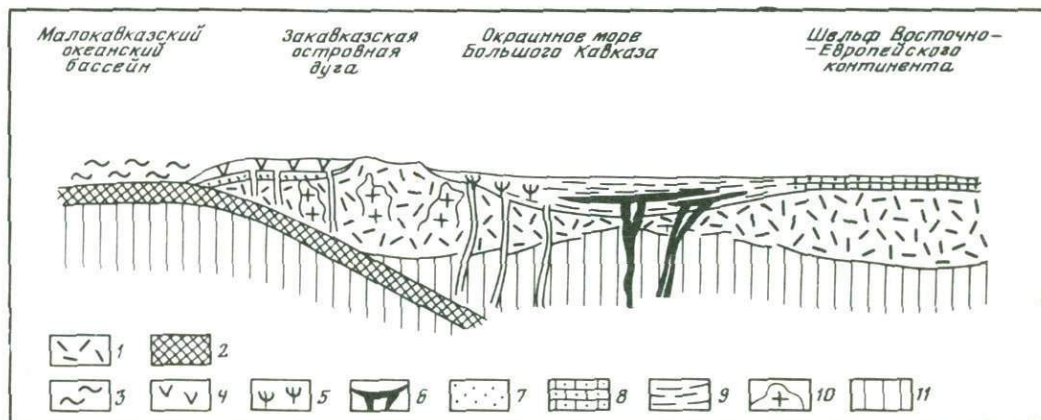 Малокавказский
океанский
бассейн
Закавказская
островная
дуга
Окраинное море
Большого Кавказа
Шельф Восточно-
-Европейского
континента
1 2
3 4 5 6 7 8 9 10 11